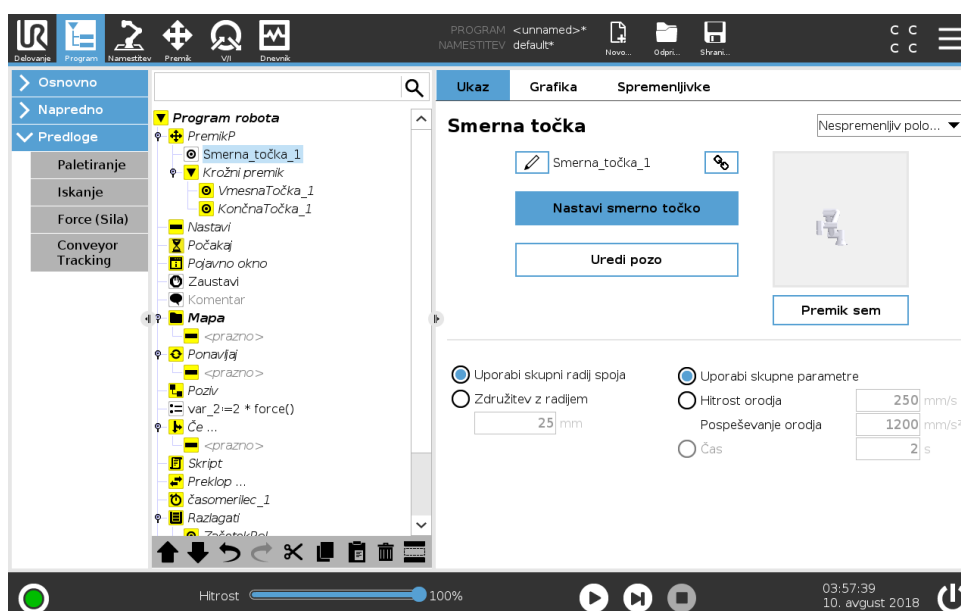 PROGRAM <unnamed>*
NAMESTITEV default*
Delovanje
Program
Namestitev
Premik
V/I
Dnevnik
Novo...
Odpri...
Shrani...
C C
C C
Osnovno
Napredno
Predloge
Paletiranje
Iskanje
Force (Sila)
Conveyor
Tracking
Program robota
PremikP
Smerna_točka_1
Krožni premik
VmesnaTočka_1
KončnaTočka_1
Nastavi
Počakaj
Pojavno okno
Zaustavi
Komentar
Mapa
<prazno>
Ponavljaj
<prazno>
Poziv
var_2:=2 * force()
Če ...
<prazno>
Skript
Preklop ...
časomerilec_1
Razlagati
ZačetekPol
Ukaz
Grafika
Spremenljivke
Smerna točka
Nespremenljiv polo...
Smerna_točka_1
Nastavi smerno točko
Uredi pozo
Premik sem
Uporabi skupni radij spoja
Združitev z radijem
25 mm
Uporabi skupne parametre
Hitrost orodja 250 mm/s
Pospeševanje orodja 1200 mm/s²
Čas 2 s
Hitrost 100%
03:57:39
10. avgust 2018